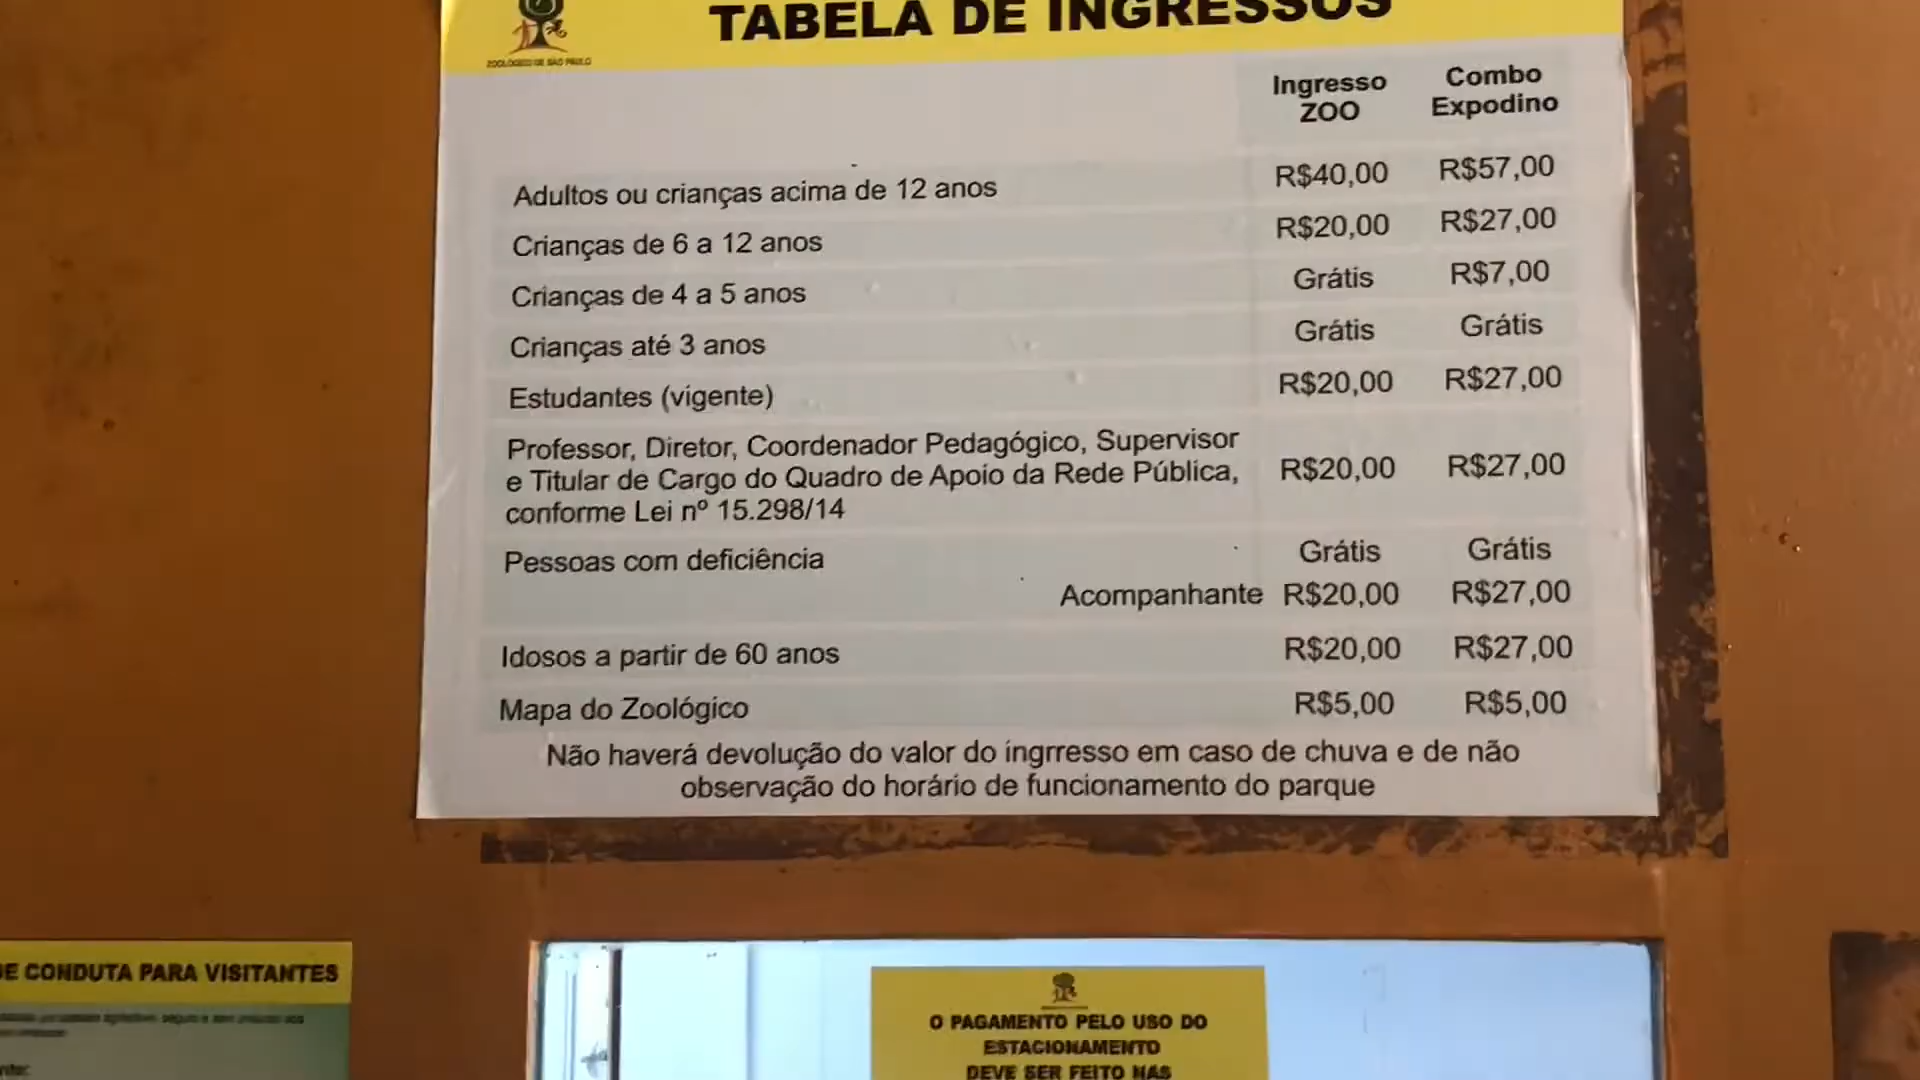 TABELA DE INGRESSOS
ZOOLÓGICO DE SÃO PAULO
Ingresso ZOO
Combo Expodino
Adultos ou crianças acima de 12 anos R$40,00 R$57,00
Crianças de 6 a 12 anos R$20,00 R$27,00
Crianças de 4 a 5 anos Grátis R$7,00
Crianças até 3 anos Grátis Grátis
Estudantes (vigente) R$20,00 R$27,00
Professor, Diretor, Coordenador Pedagógico, Supervisor
e Titular de Cargo do Quadro de Apoio da Rede Pública, R$20,00 R$27,00
conforme Lei nº 15.298/14
Pessoas com deficiência Grátis Grátis
Acompanhante R$20,00 R$27,00
Idosos a partir de 60 anos R$20,00 R$27,00
Mapa do Zoológico R$5,00 R$5,00
Não haverá devolução do valor do ingrresso em caso de chuva e de não
observação do horário de funcionamento do parque
DE CONDUTA PARA VISITANTES
O PAGAMENTO PELO USO DO
ESTACIONAMENTO
DEVE SER FEITO NAS